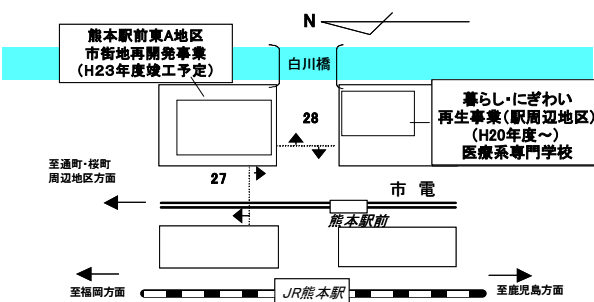 N
熊本駅前東A地区
市街地再開発事業
(H23年度竣工予定)
白川橋
暮らし・にぎわい
再生事業(駅周辺地区)
(H20年度~)
医療系専門学校
28
至通町・桜町
周辺地区方面
27
市 電
熊本駅前
至福岡方面
JR熊本駅
至鹿児島方面